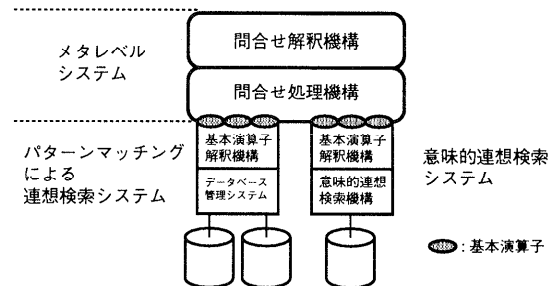 メタレベル
システム
問合せ解釈機構
問合せ処理機構
パターンマッチング
による
連想検索システム
基本演算子
解釈機構
データベース
管理システム
基本演算子
解釈機構
意味的連想
検索機構
意味的連想検索
システム
：基本演算子